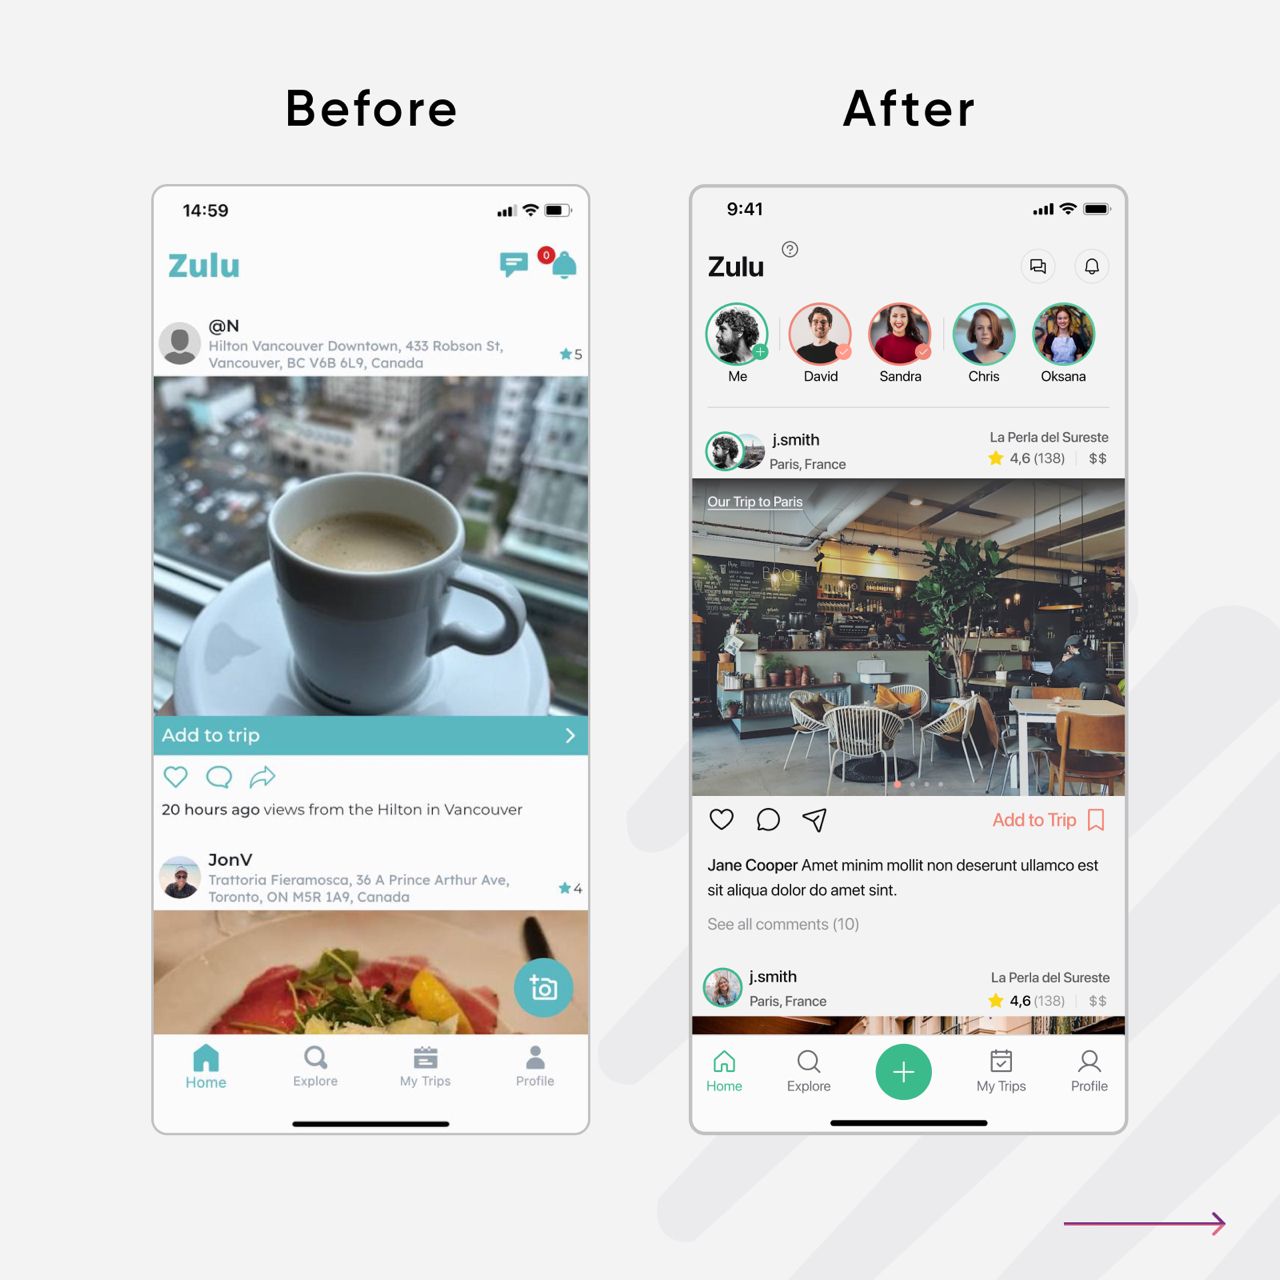 Before
After
14:59
Zulu
0
@N
Hilton Vancouver Downtown, 433 Robson St,
Vancouver, BC V6B 6L9, Canada
5
Add to trip
20 hours ago views from the Hilton in Vancouver
JonV
Trattoria Fieramosca, 36 A Prince Arthur Ave,
Toronto, ON M5R 1A9, Canada
4
Home
Explore
My Trips
Profile
9:41
Zulu
?
Me
David
Sandra
Chris
Oksana
j.smith
La Perla del Sureste
Paris, France
4,6 (138)
$$
Our Trip to Paris
Add to Trip
Jane Cooper Amet minim mollit non deserunt ullamco est
sit aliqua dolor do amet sint.
See all comments (10)
j.smith
La Perla del Sureste
Paris, France
4,6 (138)
$$
Home
Explore
My Trips
Profile